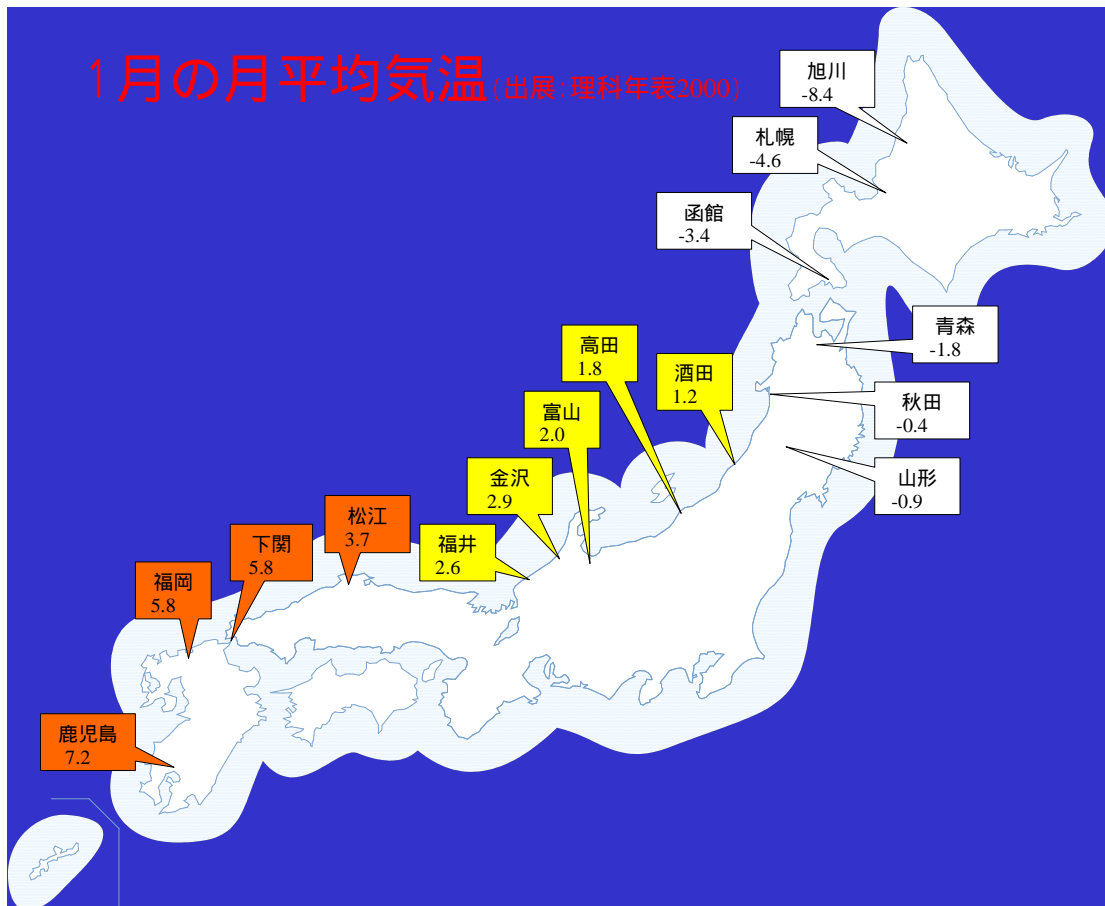 1月の月平均気温(出展:理科年表2000)
旭川
-8.4
札幌
-4.6
函館
-3.4
青森
-1.8
高田
1.8
酒田
1.2
秋田
-0.4
富山
2.0
山形
-0.9
金沢
2.9
松江
3.7
福井
2.6
下関
5.8
福岡
5.8
鹿児島
7.2